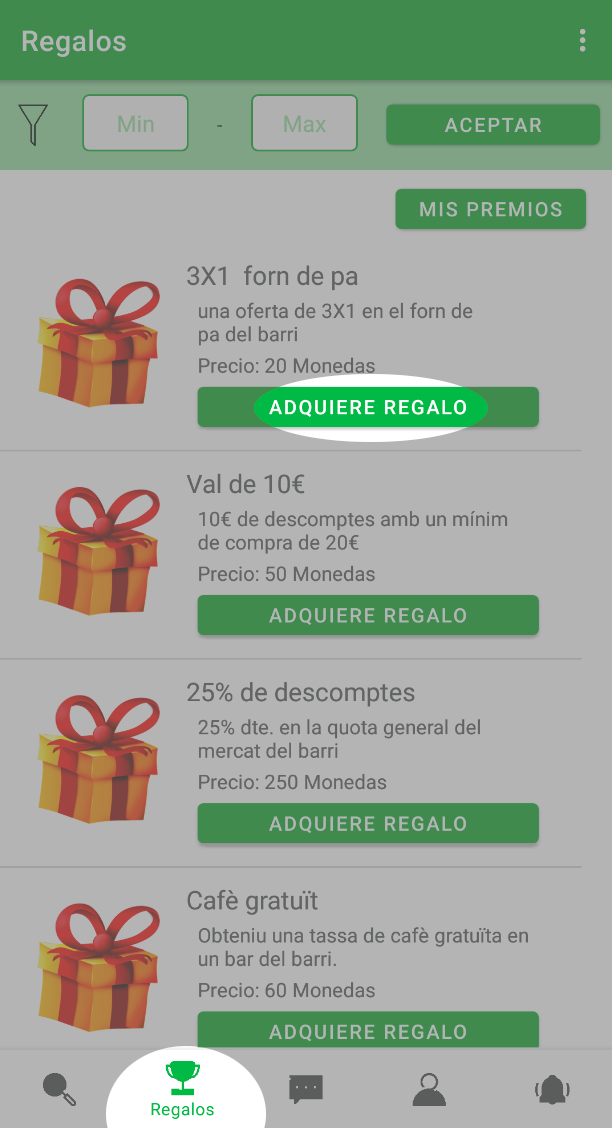 Regalos
Min - Max ACEPTAR
MIS PREMIOS
3X1 forn de pa
una oferta de 3X1 en el forn de
pa del barri
Precio: 20 Monedas
ADQUIERE REGALO
Val de 10€
10€ de descomptes amb un mínim
de compra de 20€
Precio: 50 Monedas
ADQUIERE REGALO
25% de descomptes
25% dte. en la quota general del
mercat del barri
Precio: 250 Monedas
ADQUIERE REGALO
Cafè gratuït
Obteniu una tassa de cafè gratuïta en
un bar del barri.
Precio: 60 Monedas
ADQUIERE REGALO
Regalos